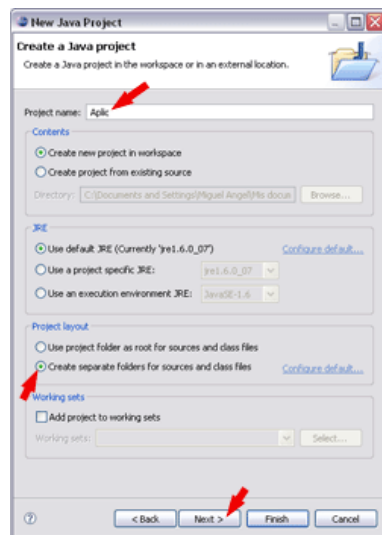 New Java Project
Create a Java project
Create a Java project in the workspace or in an external location.
Project name: Aplic
Contents
Create new project in workspace
Create project from existing source
Directory: C:\Documents and Settings\Miguel Angel\Mis docus Browse...
JRE
Use default JRE (Currently 'jre1.6.0_07') Configure default...
Use a project specific JRE: jre1.6.0_07
Use an execution environment JRE: JavaSE-1.6
Project layout
Use project folder as root for sources and class files
Create separate folders for sources and class files Configure default...
Working sets
Add project to working sets
Working sets: Select...
? < Back Next > Finish Cancel